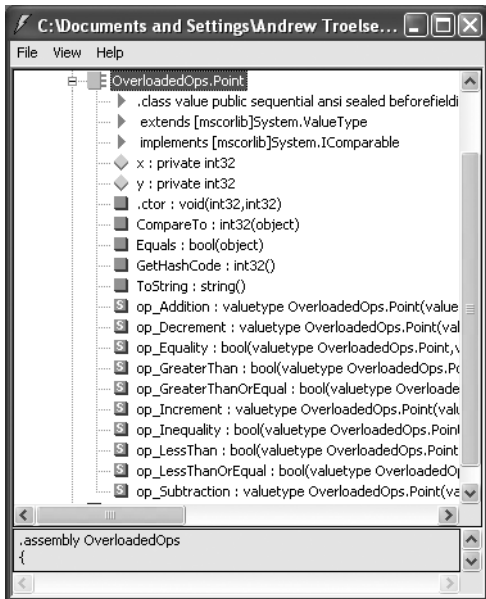 C:\Documents and Settings\Andrew Troelse...
File View Help
OverloadedOps.Point
.class value public sequential ansi sealed beforefieldi
extends [mscorlib]System.ValueType
implements [mscorlib]System.IComparable
x : private int32
y : private int32
.ctor : void(int32,int32)
CompareTo : int32(object)
Equals : bool(object)
GetHashCode : int32()
ToString : string()
S op_Addition : valuetype OverloadedOps.Point(value
S op_Decrement : valuetype OverloadedOps.Point(val
S op_Equality : bool(valuetype OverloadedOps.Point,v
S op_GreaterThan : bool(valuetype OverloadedOps.Po
S op_GreaterThanOrEqual : bool(valuetype Overloade
S op_Increment : valuetype OverloadedOps.Point(valu
S op_Inequality : bool(valuetype OverloadedOps.Point
S op_LessThan : bool(valuetype OverloadedOps.Point
S op_LessThanOrEqual : bool(valuetype OverloadedOp
S op_Subtraction : valuetype OverloadedOps.Point(va
.assembly OverloadedOps
{